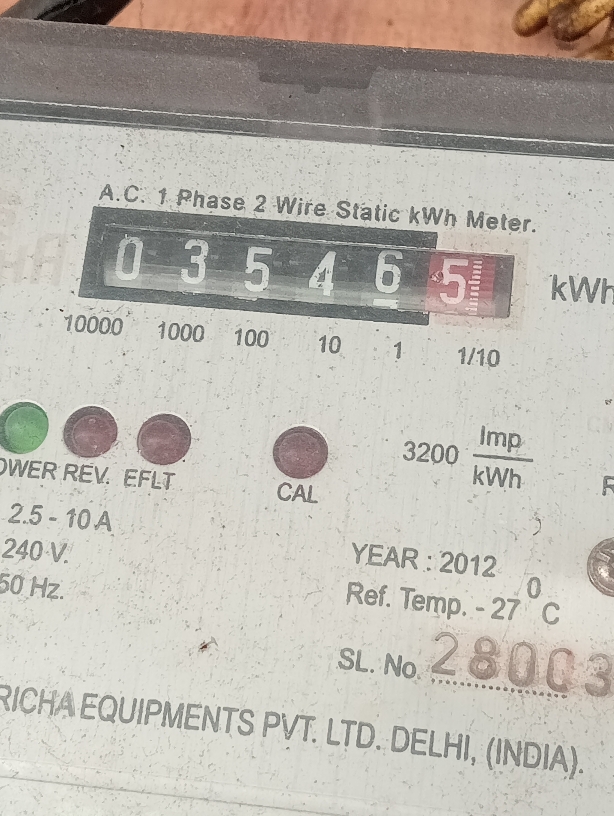 A.C. 1 Phase 2 Wire Static kWh Meter.
0 3 5 4 6 5 kWh
10000 1000 100 10 1 1/10
OWER REV. EFLT
CAL
3200 Imp
kWh
2.5 - 10 A
240 V.
50 Hz.
YEAR : 2012
Ref. Temp. - 27 °C
SL. No. 28003
RICHA EQUIPMENTS PVT. LTD. DELHI, (INDIA).